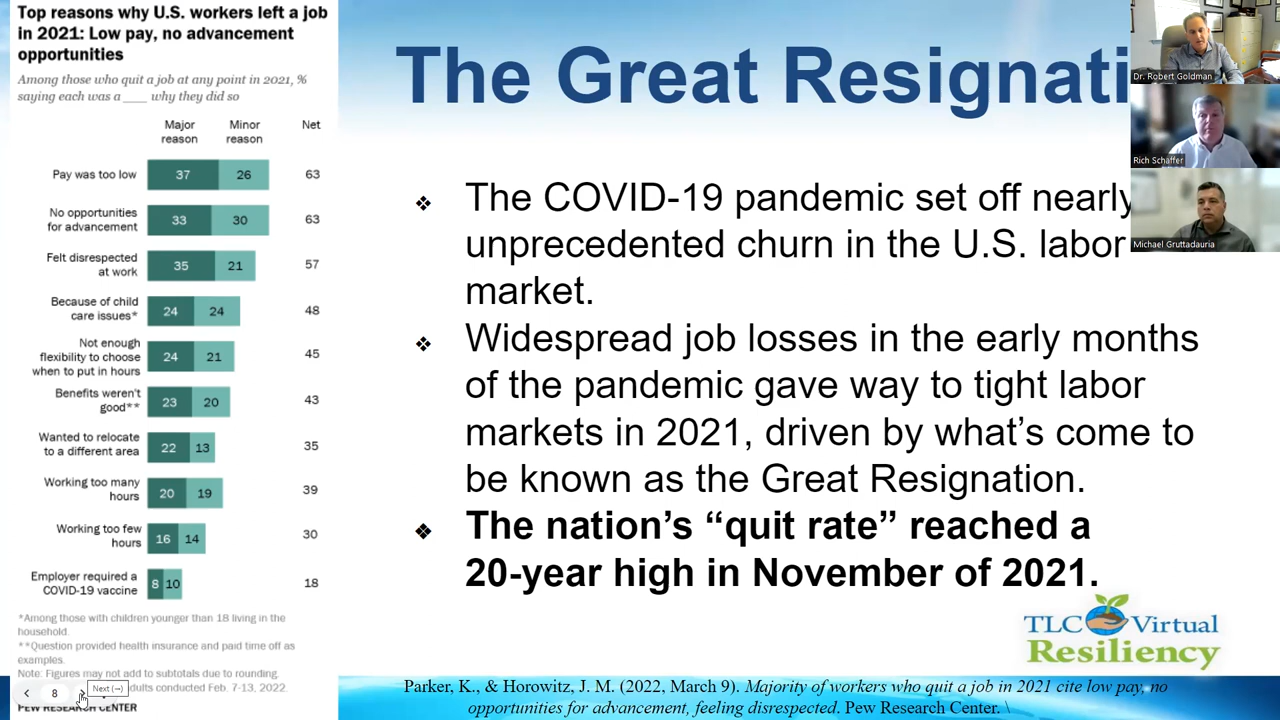 Top reasons why U.S. workers left a job
in 2021: Low pay, no advancement
opportunities
Among those who quit a job at any point in 2021, %
saying each was a ___ why they did so
Major reason Minor reason Net
Pay was too low 37 26 63
No opportunities
for advancement 33 30 63
Felt disrespected
at work 35 21 57
Because of child
care issues* 24 24 48
Not enough
flexibility to choose
when to put in hours 24 21 45
Benefits weren't
good** 23 20 43
Wanted to relocate
to a different area 22 13 35
Working too many
hours 20 19 39
Working too few
hours 16 14 30
Employer required a
COVID-19 vaccine 8 10 18
*Among those with children younger than 18 living in the
household.
**Question provided health insurance and paid time off as
examples.
Note: Figures may not add to subtotals due to rounding.
conducted Feb. 7-13, 2022.
PEW RESEARCH CENTER
8
Next (→)
The Great Resignati
❖ The COVID-19 pandemic set off nearly
unprecedented churn in the U.S. labor
market.
❖ Widespread job losses in the early months
of the pandemic gave way to tight labor
markets in 2021, driven by what’s come to
be known as the Great Resignation.
❖ The nation’s “quit rate” reached a
20-year high in November of 2021.
TLC Virtual
Resiliency
Parker, K., & Horowitz, J. M. (2022, March 9). Majority of workers who quit a job in 2021 cite low pay, no
opportunities for advancement, feeling disrespected. Pew Research Center. \
Dr. Robert Goldman
Rich Schaffer
Michael Gruttadauria